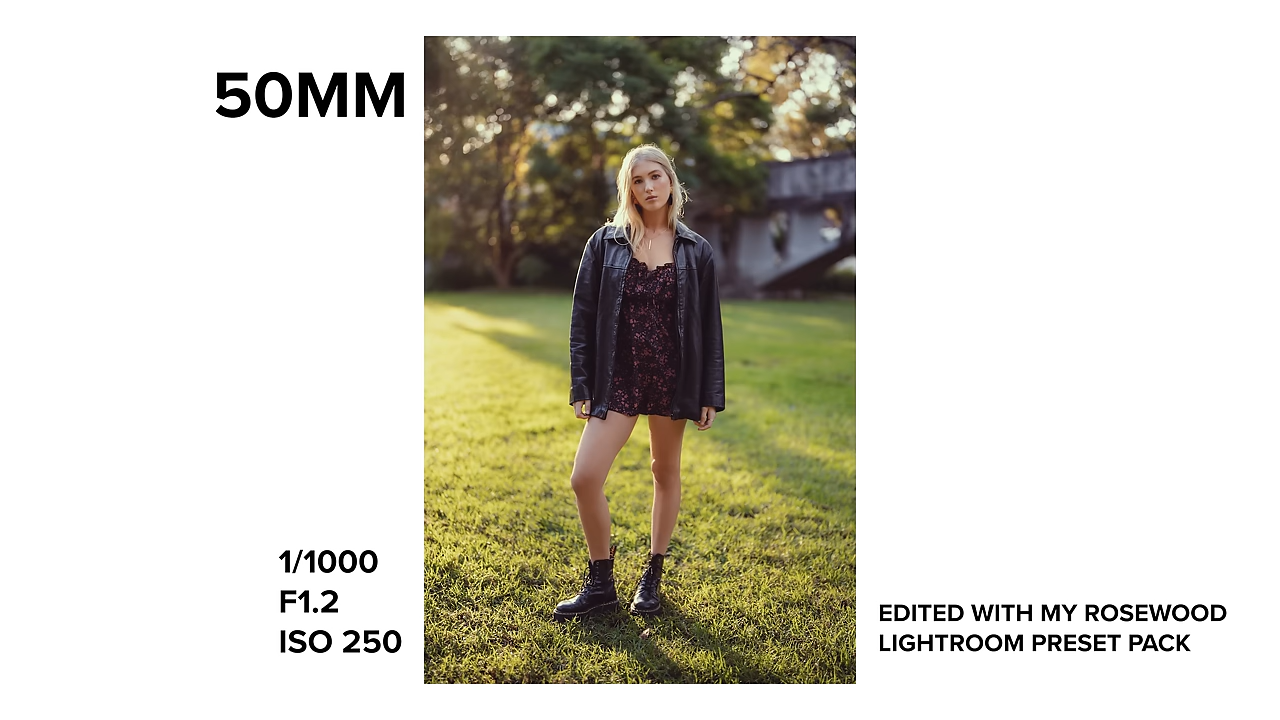 50MM
1/1000
F1.2
ISO 250
EDITED WITH MY ROSEWOOD
LIGHTROOM PRESET PACK